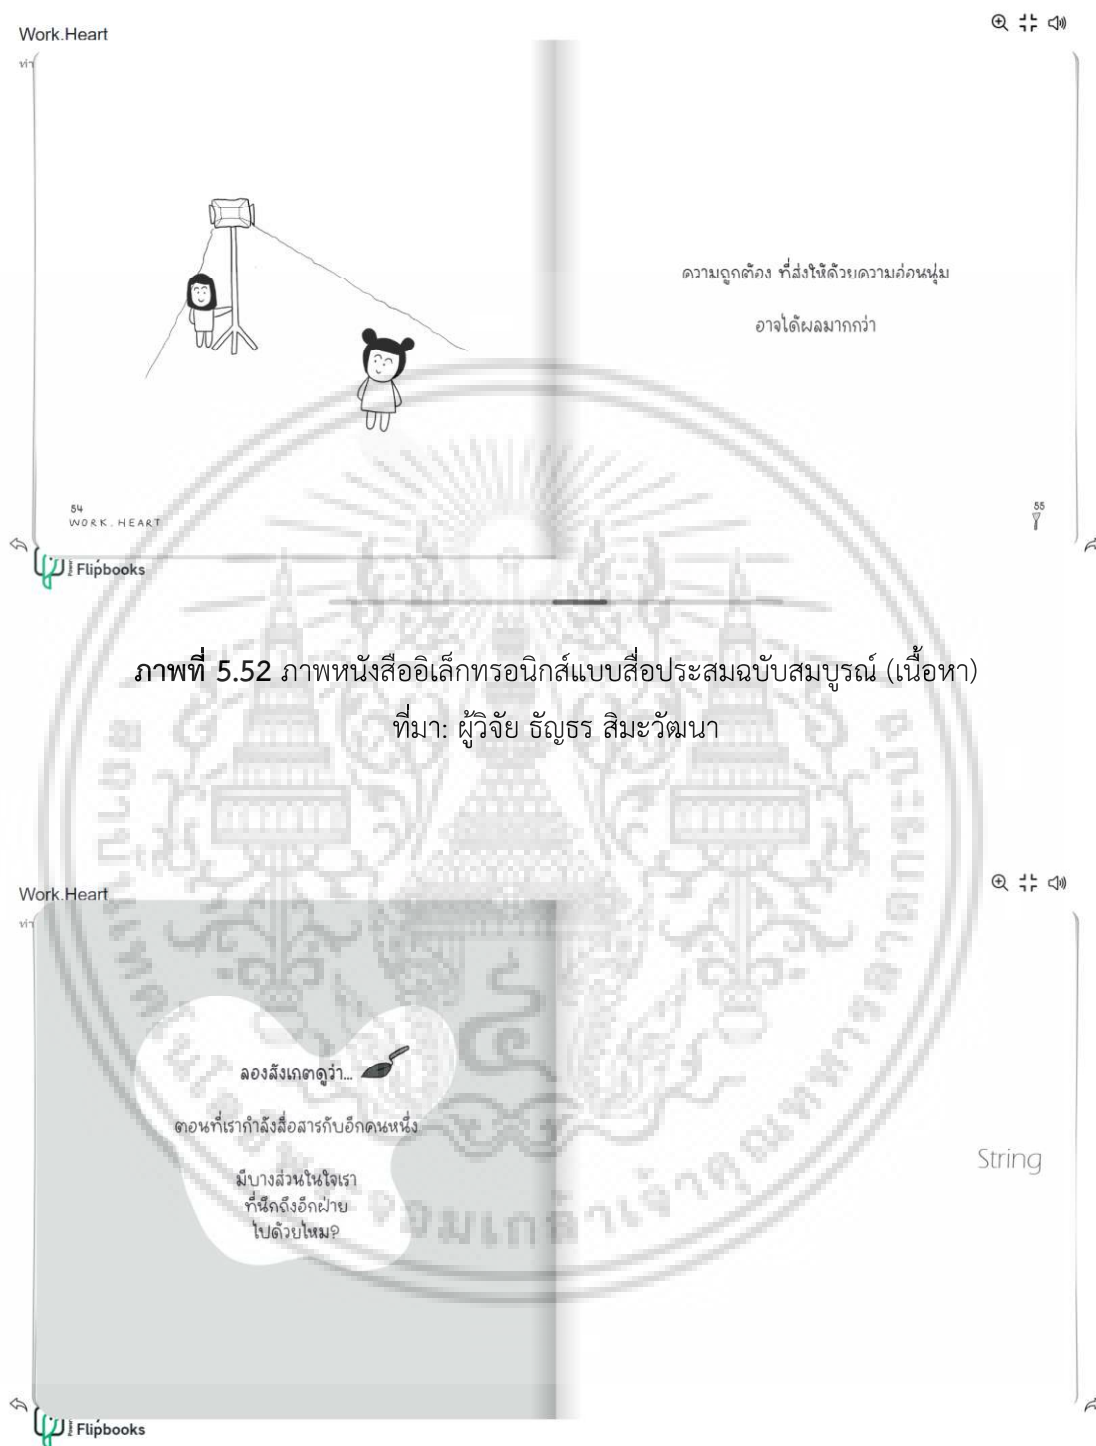 Work.Heart
ท่า
ความถูกต้อง ที่ส่งให้ด้วยความอ่อนนุ่ม
อาจได้ผลมากกว่า
54
WORK.HEART
55
Power Flipbooks
ภาพที่ 5.52 ภาพหนังสืออิเล็กทรอนิกส์แบบสื่อประสมฉบับสมบูรณ์ (เนื้อหา)
ที่มา: ผู้วิจัย ธัญธร สิมะวัฒนา
Work.Heart
ท่า
ลองสังเกตดูว่า...
ตอนที่เรากำลังสื่อสารกับอีกคนหนึ่ง
มีบางส่วนในใจเรา
ที่นึกถึงอีกฝ่าย
ไปด้วยไหม?
String
Power Flipbooks